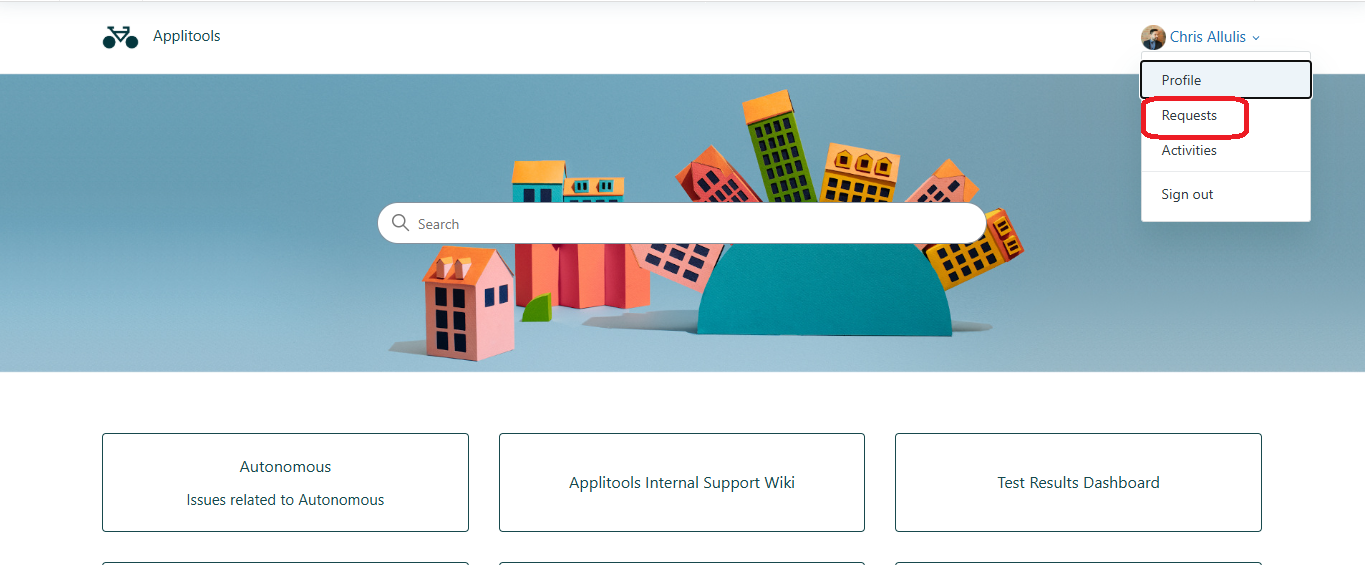 Applitools
Chris Allulis
Profile
Requests
Activities
Sign out
Search
Autonomous
Issues related to Autonomous
Applitools Internal Support Wiki
Test Results Dashboard